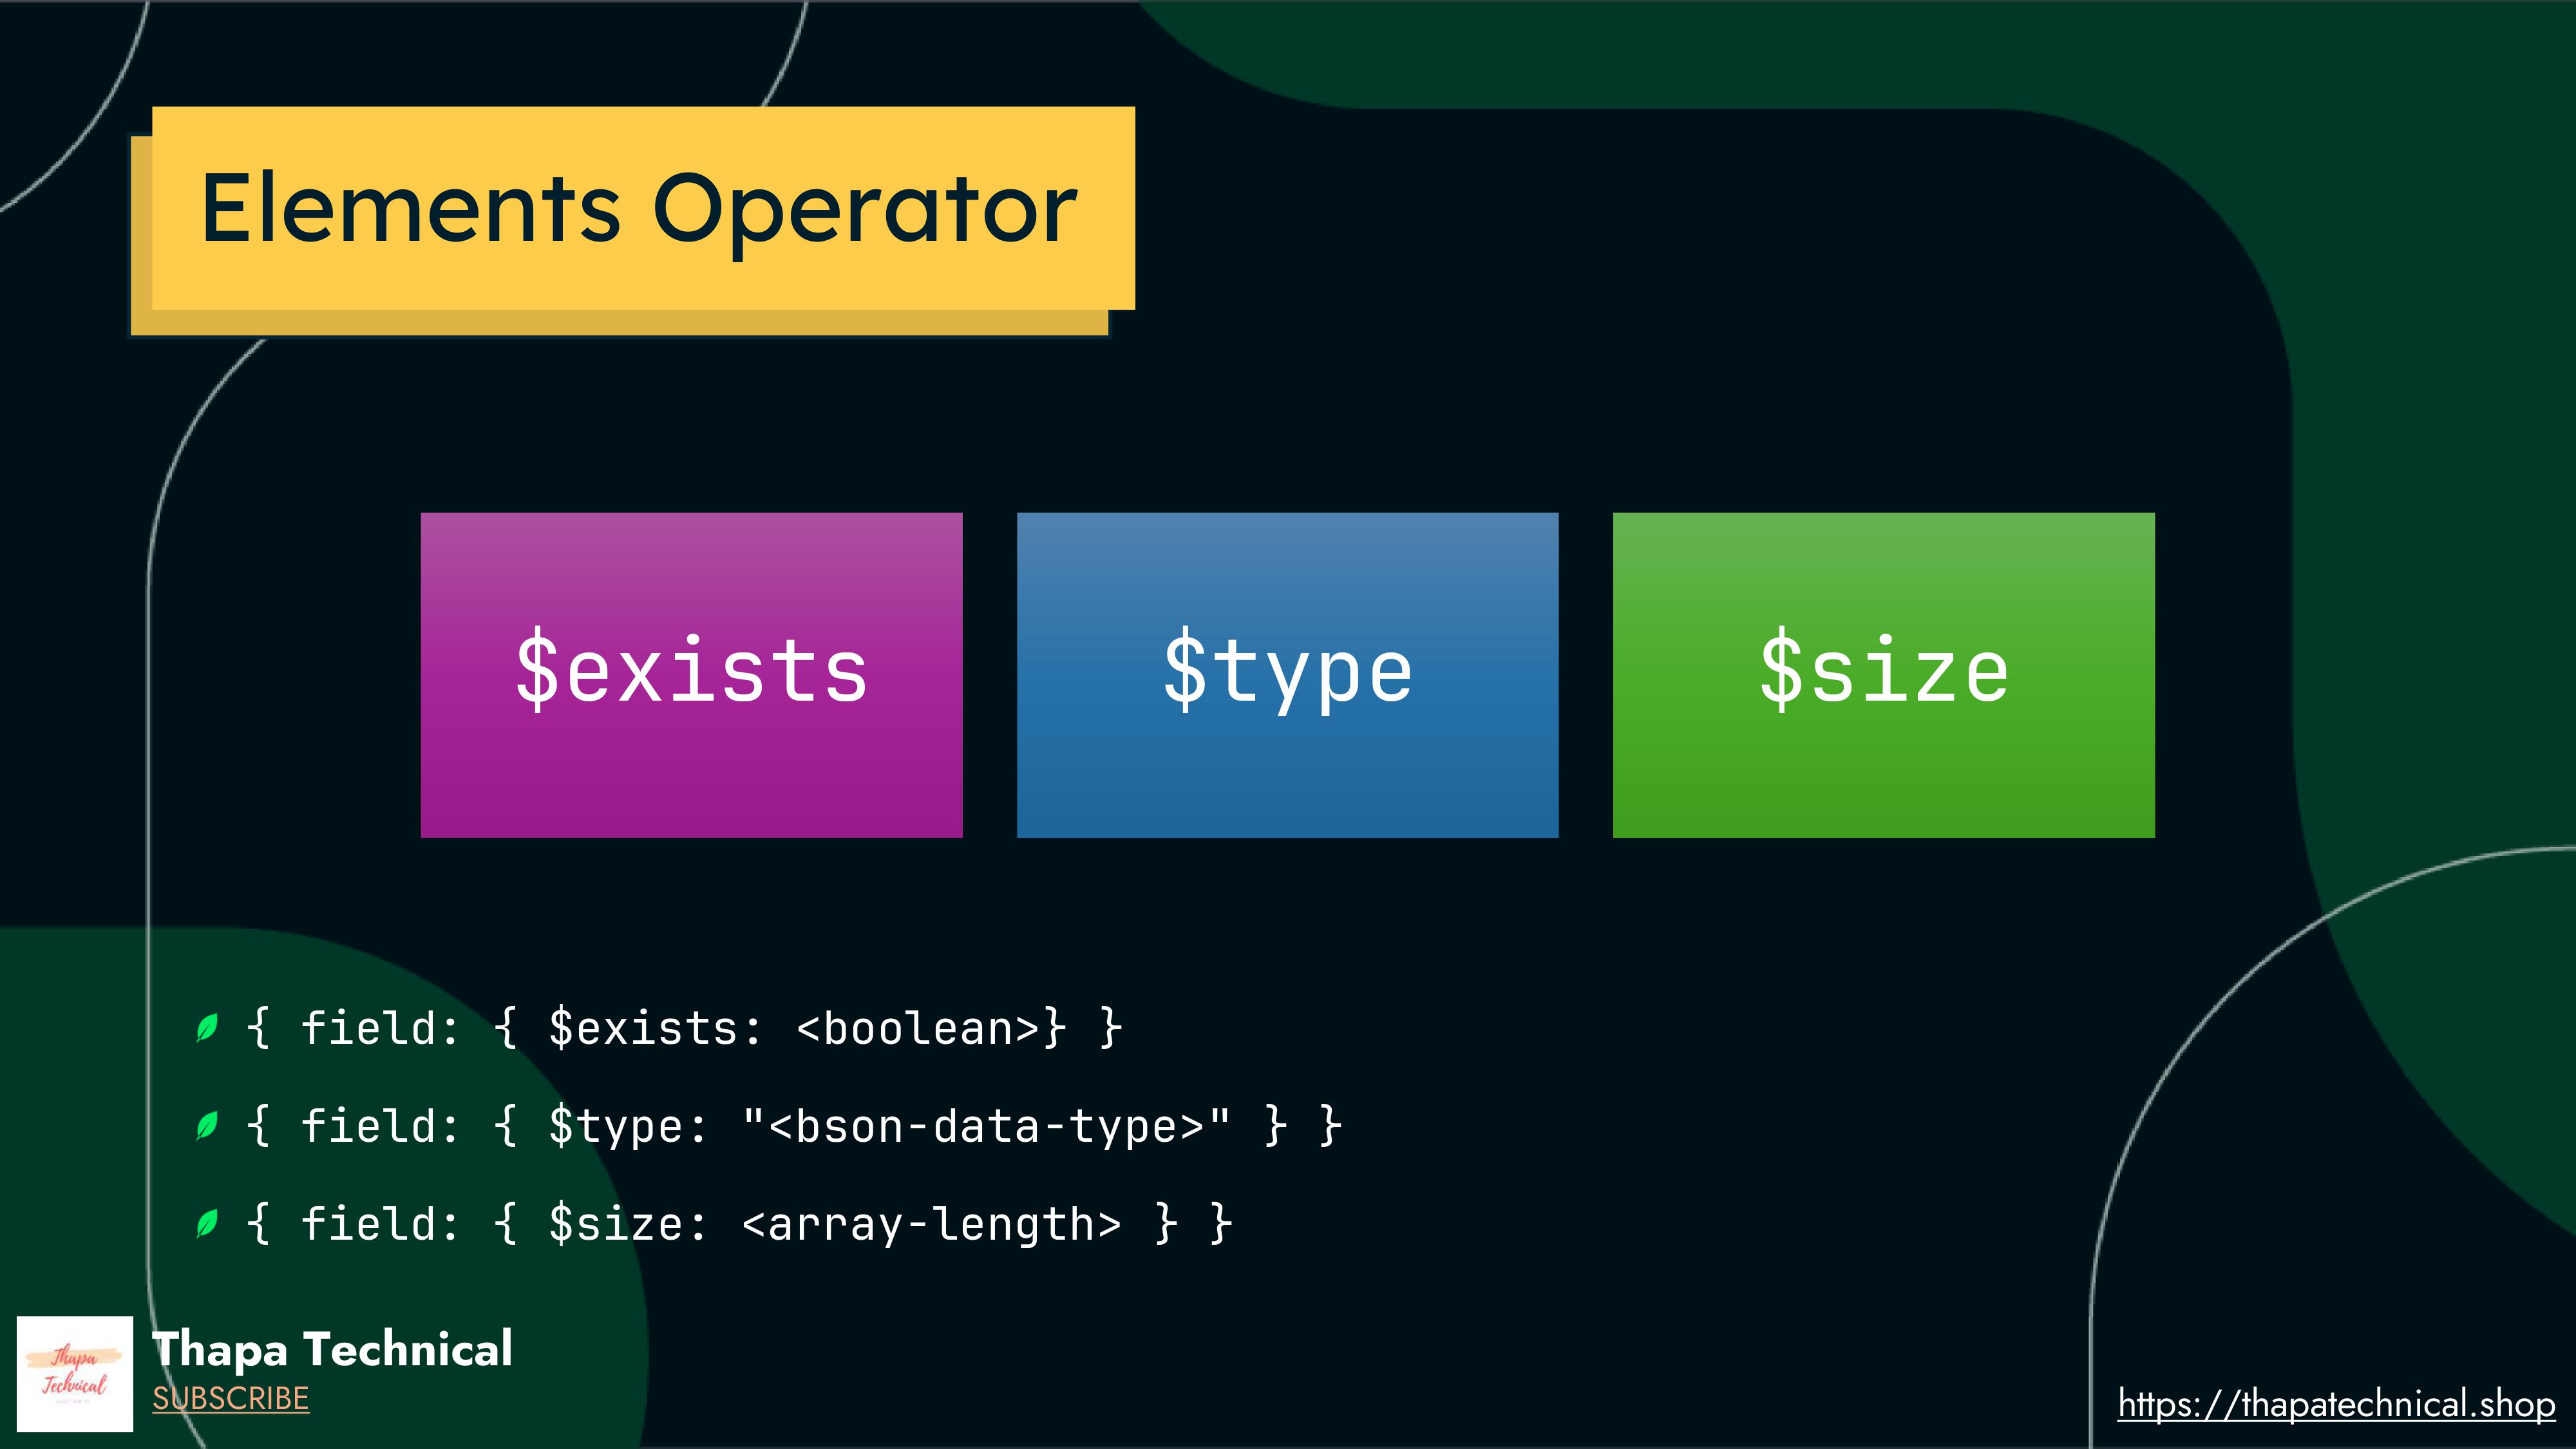 Elements Operator
$exists
$type
$size
{ field: { $exists: <boolean>} }
{ field: { $type: "<bson-data-type>" } }
{ field: { $size: <array-length> } }
Thapa
Technical
Thapa Technical
SUBSCRIBE
https://thapatechnical.shop